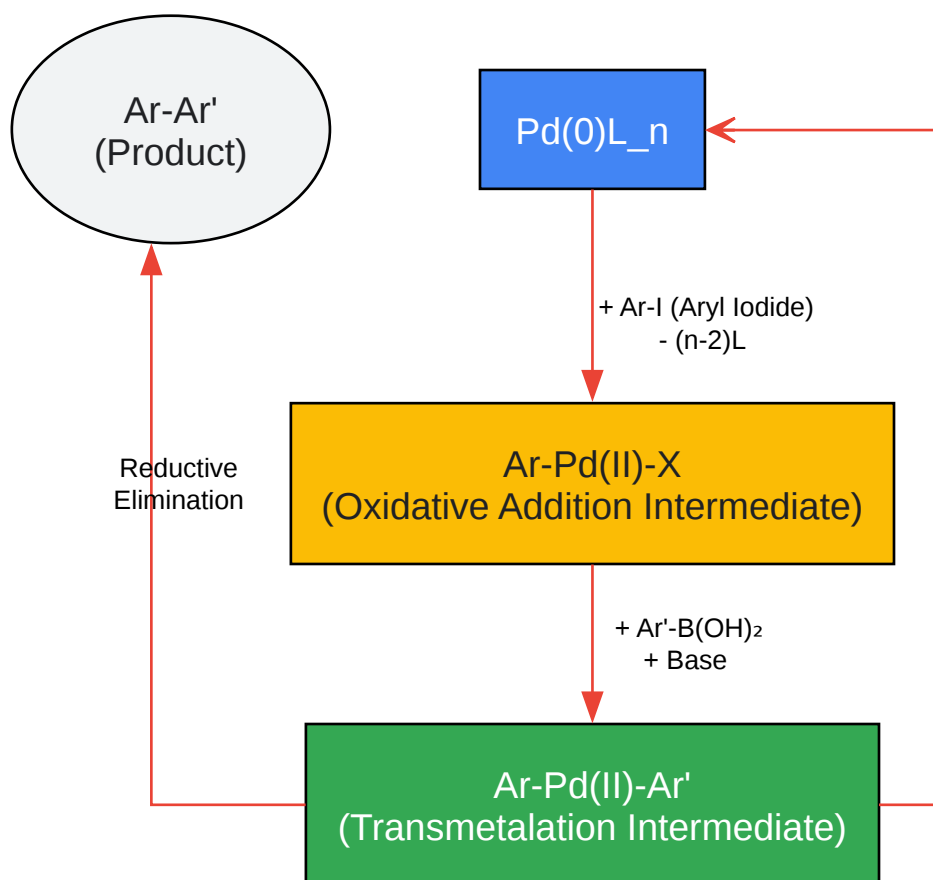 Ar-Ar'
(Product)
Pd(0)L_n
+ Ar-I (Aryl Iodide)
- (n-2)L
Ar-Pd(II)-X
(Oxidative Addition Intermediate)
Reductive
Elimination
+ Ar'-B(OH)₂
+ Base
Ar-Pd(II)-Ar'
(Transmetalation Intermediate)